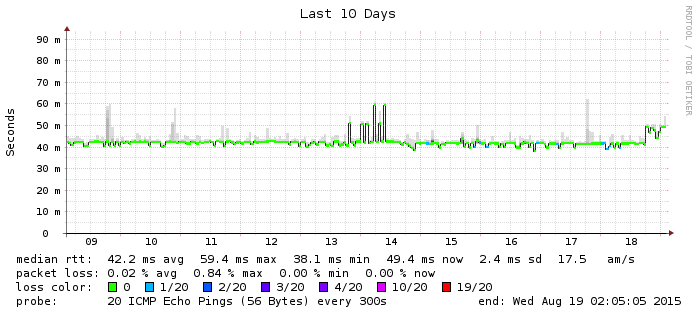 Last 10 Days
RRDTOOL / TOBI OETIKER
Seconds
90 m
80 m
70 m
60 m
50 m
40 m
30 m
20 m
10 m
0
09 10 11 12 13 14 15 16 17 18
median rtt: 42.2 ms avg 59.4 ms max 38.1 ms min 49.4 ms now 2.4 ms sd 17.5 am/s
packet loss: 0.02 % avg 0.84 % max 0.00 % min 0.00 % now
loss color: 0 1/20 2/20 3/20 4/20 10/20 19/20
probe: 20 ICMP Echo Pings (56 Bytes) every 300s end: Wed Aug 19 02:05:05 2015